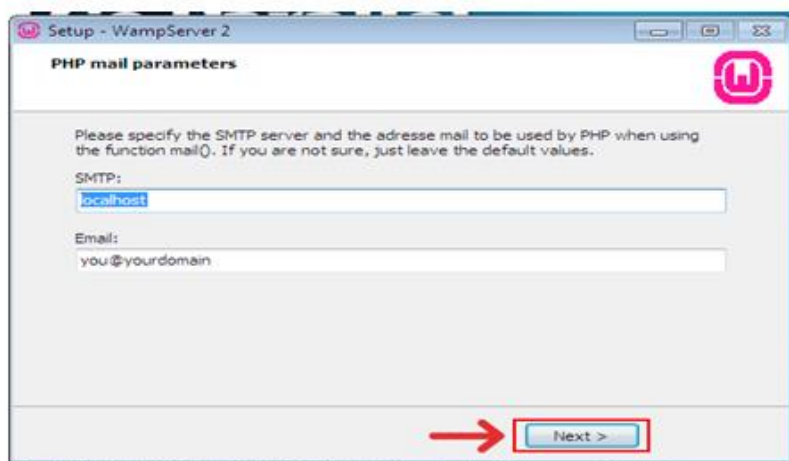 Setup - WampServer 2
PHP mail parameters
Please specify the SMTP server and the adresse mail to be used by PHP when using
the function mail(). If you are not sure, just leave the default values.
SMTP:
localhost
Email:
you@yourdomain
Next >